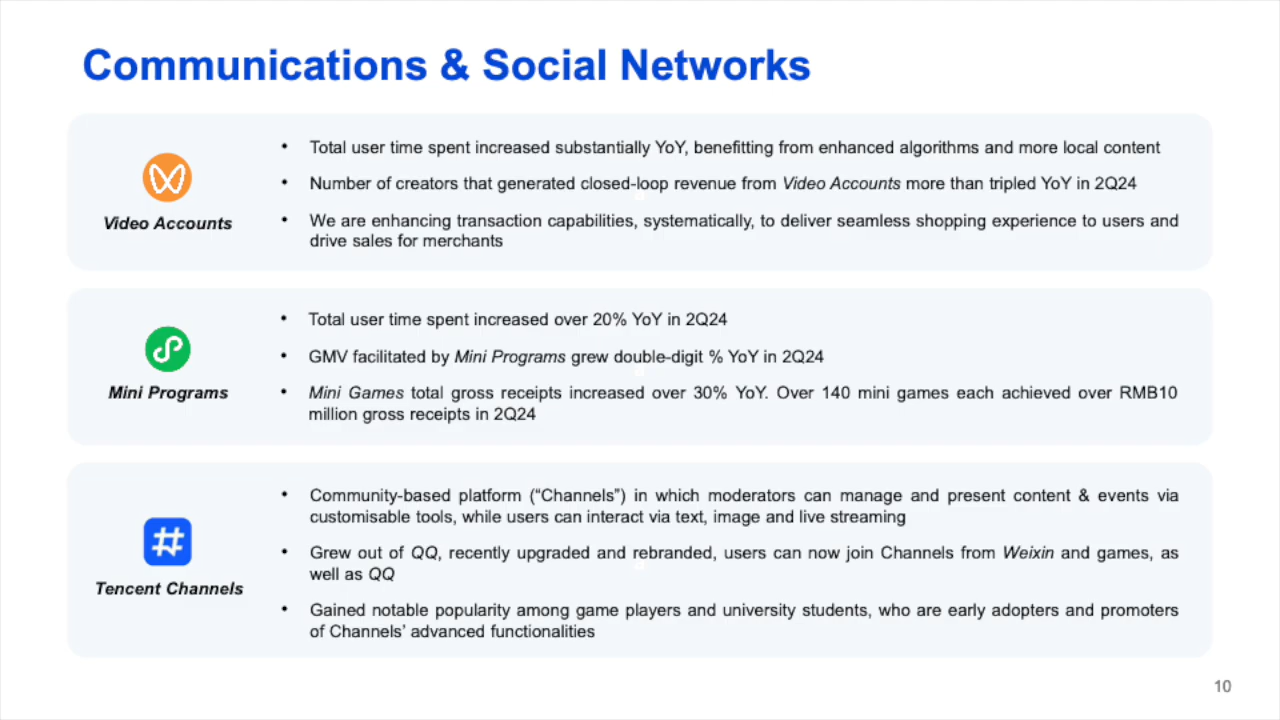 Communications & Social Networks
Video Accounts
• Total user time spent increased substantially YoY, benefitting from enhanced algorithms and more local content
• Number of creators that generated closed-loop revenue from Video Accounts more than tripled YoY in 2Q24
• We are enhancing transaction capabilities, systematically, to deliver seamless shopping experience to users and
drive sales for merchants
Mini Programs
• Total user time spent increased over 20% YoY in 2Q24
• GMV facilitated by Mini Programs grew double-digit % YoY in 2Q24
• Mini Games total gross receipts increased over 30% YoY. Over 140 mini games each achieved over RMB10
million gross receipts in 2Q24
Tencent Channels
• Community-based platform (“Channels”) in which moderators can manage and present content & events via
customisable tools, while users can interact via text, image and live streaming
• Grew out of QQ, recently upgraded and rebranded, users can now join Channels from Weixin and games, as
well as QQ
• Gained notable popularity among game players and university students, who are early adopters and promoters
of Channels’ advanced functionalities
10